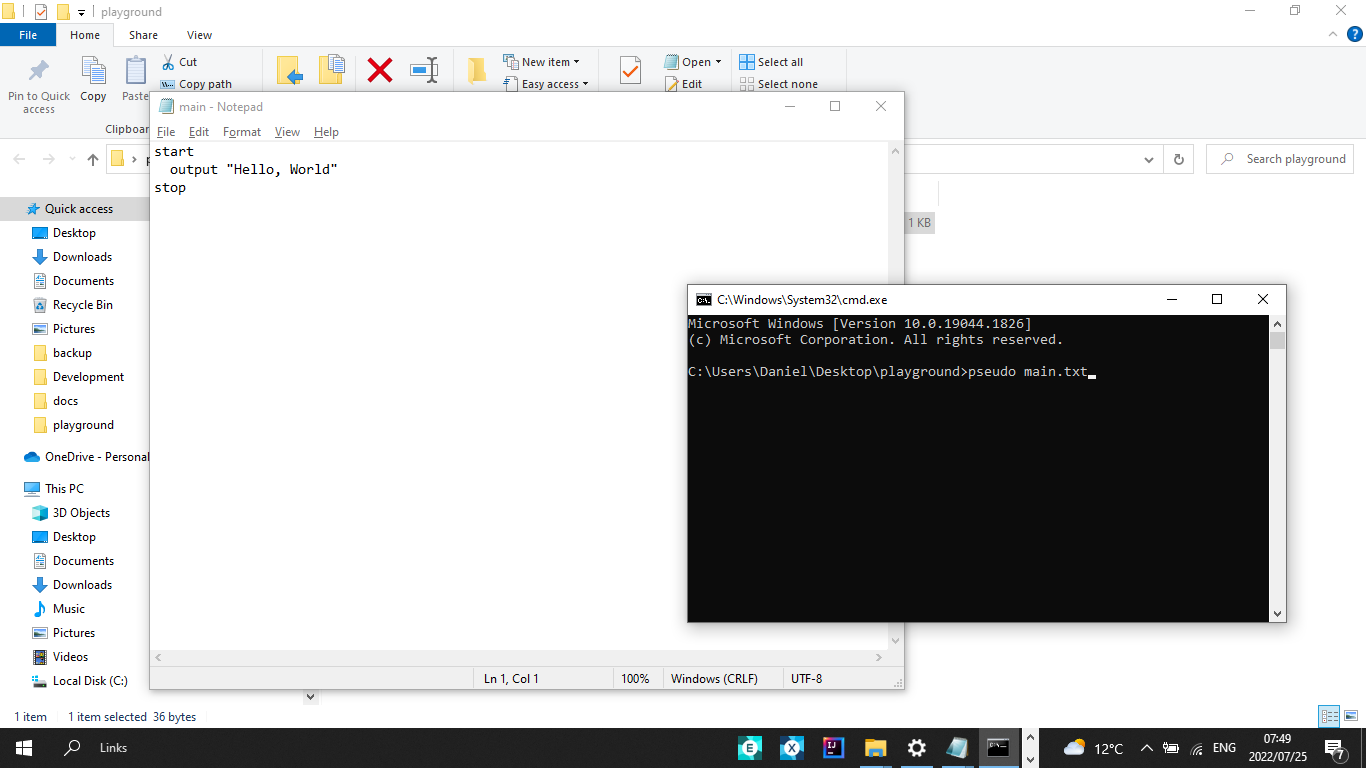 playground
File Home Share View
Pin to Quick access
Copy
Paste
Cut
Copy path
New item
Easy access
Open
Edit
Select all
Select none
Clipboar
Search playground
main - Notepad
File Edit Format View Help
start
output "Hello, World"
stop
1 KB
Quick access
Desktop
Downloads
Documents
Recycle Bin
Pictures
backup
Development
docs
playground
OneDrive - Personal
This PC
3D Objects
Desktop
Documents
Downloads
Music
Pictures
Videos
Local Disk (C:)
C:\Windows\System32\cmd.exe
Microsoft Windows [Version 10.0.19044.1826]
(c) Microsoft Corporation. All rights reserved.
C:\Users\Daniel\Desktop\playground>pseudo main.txt
Ln 1, Col 1 100% Windows (CRLF) UTF-8
1 item 1 item selected 36 bytes
Links
E
X
IJ
12°C
ENG
07:49
2022/07/25
7